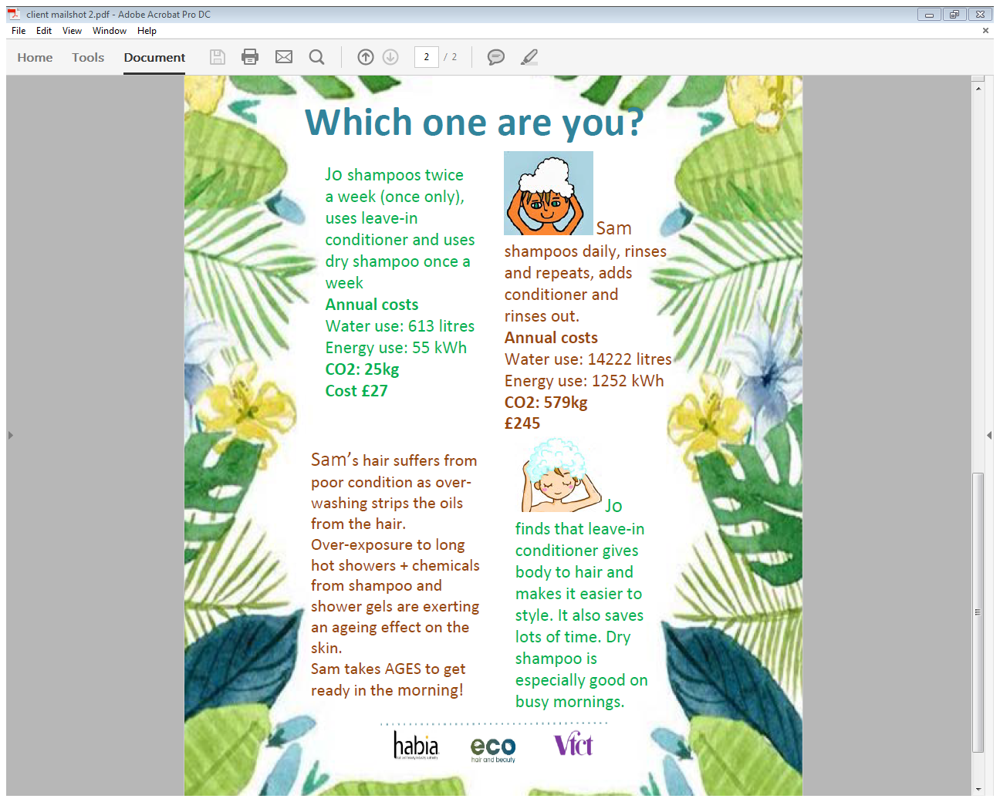 client mailshot 2.pdf - Adobe Acrobat Pro DC
File Edit View Window Help
Home Tools Document 2 / 2
Which one are you?
Jo shampoos twice
a week (once only),
uses leave-in
conditioner and uses
dry shampoo once a
week
Annual costs
Water use: 613 litres
Energy use: 55 kWh
CO2: 25kg
Cost £27
Sam
shampoos daily, rinses
and repeats, adds
conditioner and
rinses out.
Annual costs
Water use: 14222 litres
Energy use: 1252 kWh
CO2: 579kg
£245
Sam’s hair suffers from
poor condition as over-
washing strips the oils
from the hair.
Over-exposure to long
hot showers + chemicals
from shampoo and
shower gels are exerting
an ageing effect on the
skin.
Sam takes AGES to get
ready in the morning!
Jo
finds that leave-in
conditioner gives
body to hair and
makes it easier to
style. It also saves
lots of time. Dry
shampoo is
especially good on
busy mornings.
habia
hair and beauty industry authority
eco
hair and beauty
Vtct